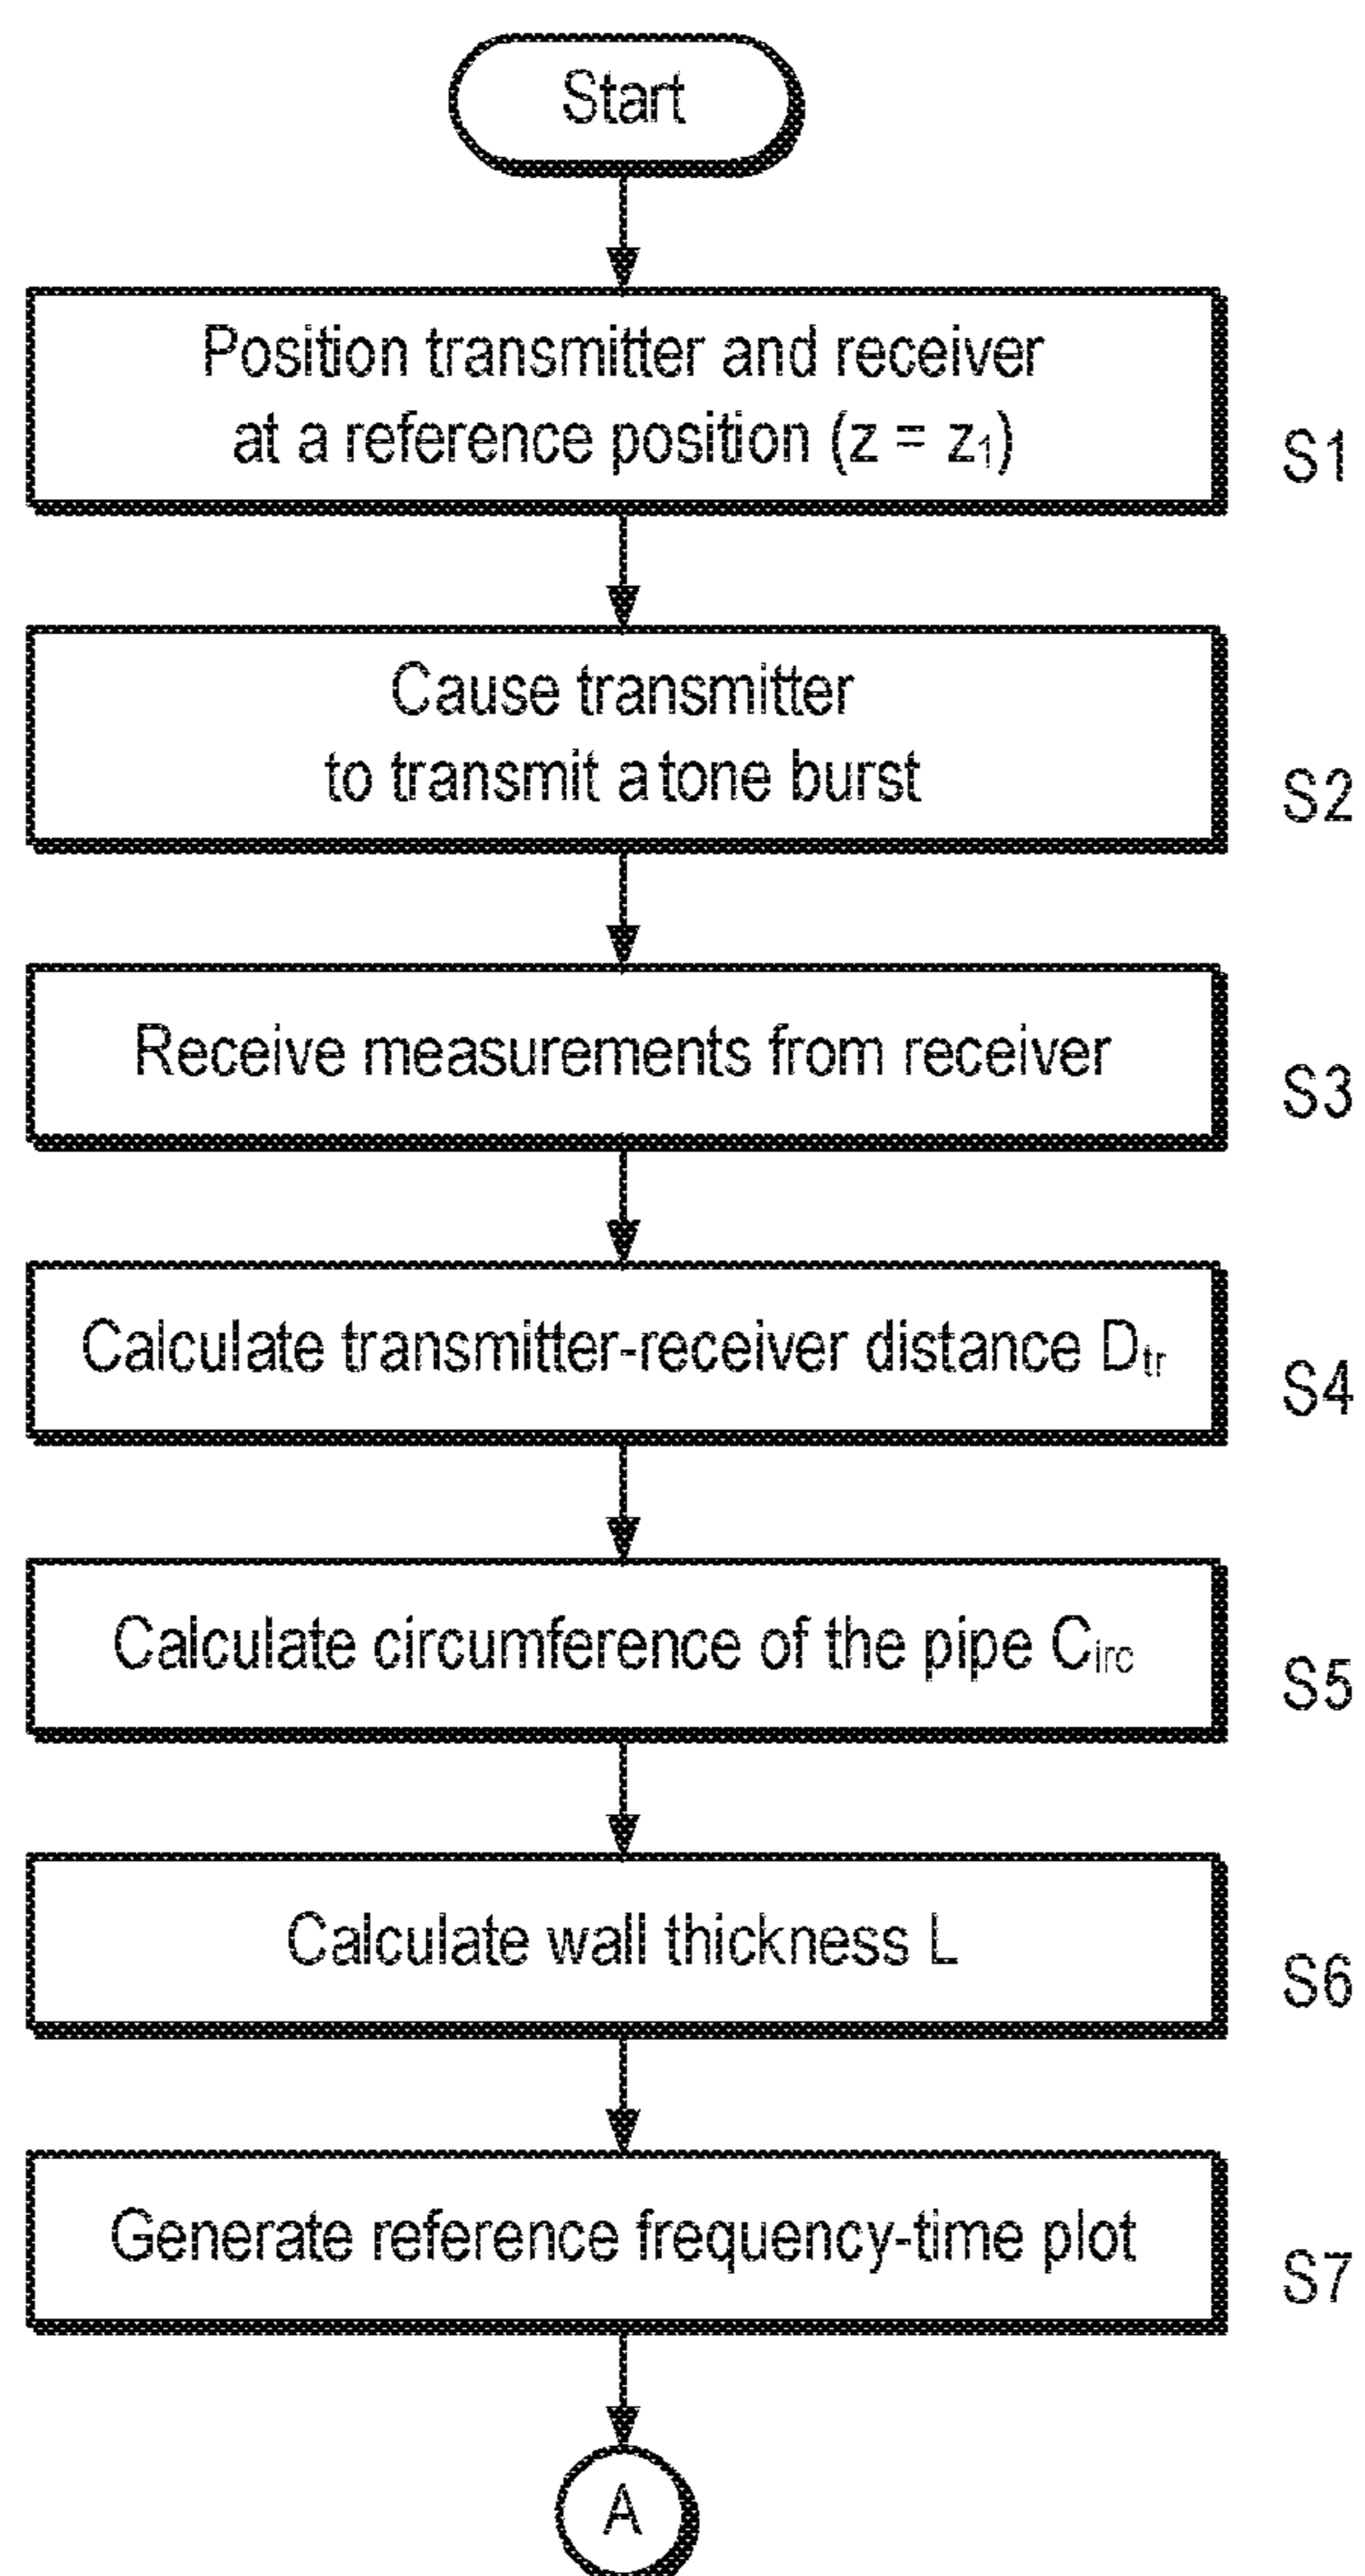 Start
Position transmitter and receiver
at a reference position (z = z₁)
S1
Cause transmitter
to transmit a tone burst
S2
Receive measurements from receiver
S3
Calculate transmitter-receiver distance Dtr
S4
Calculate circumference of the pipe Circ
S5
Calculate wall thickness L
S6
Generate reference frequency-time plot
S7
A